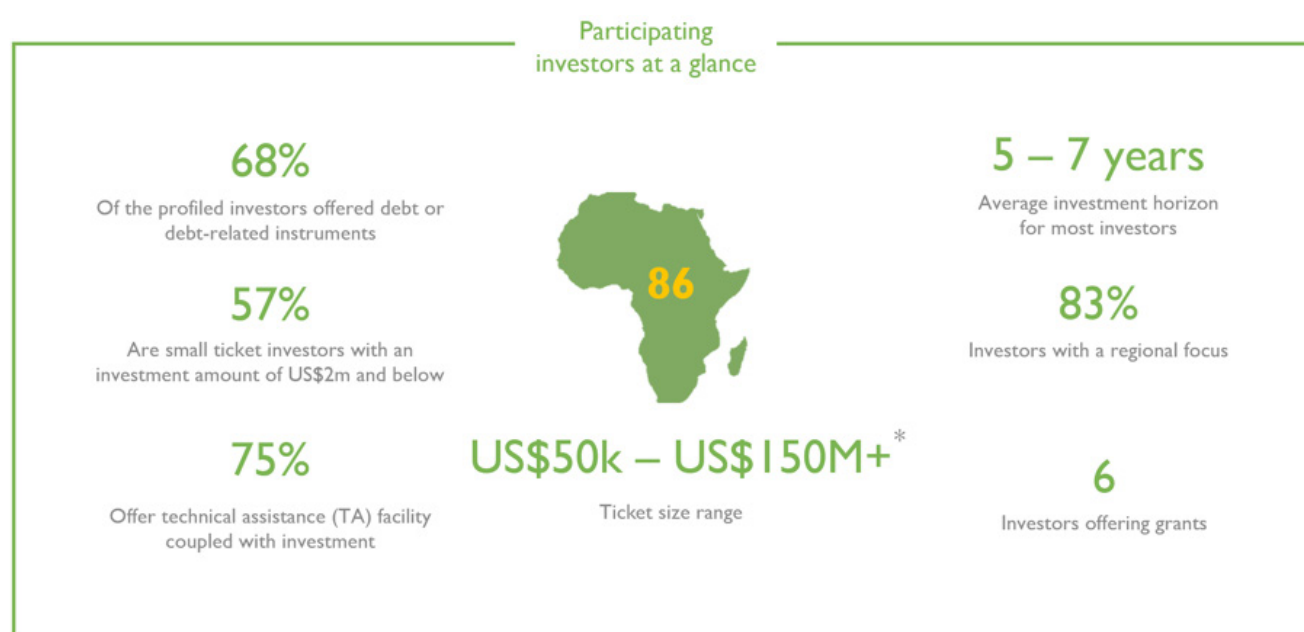 Participating
investors at a glance
68%
Of the profiled investors offered debt or
debt-related instruments
57%
Are small ticket investors with an
investment amount of US$2m and below
75%
Offer technical assistance (TA) facility
coupled with investment
86
US$50k – US$150M+*
Ticket size range
5 – 7 years
Average investment horizon
for most investors
83%
Investors with a regional focus
6
Investors offering grants